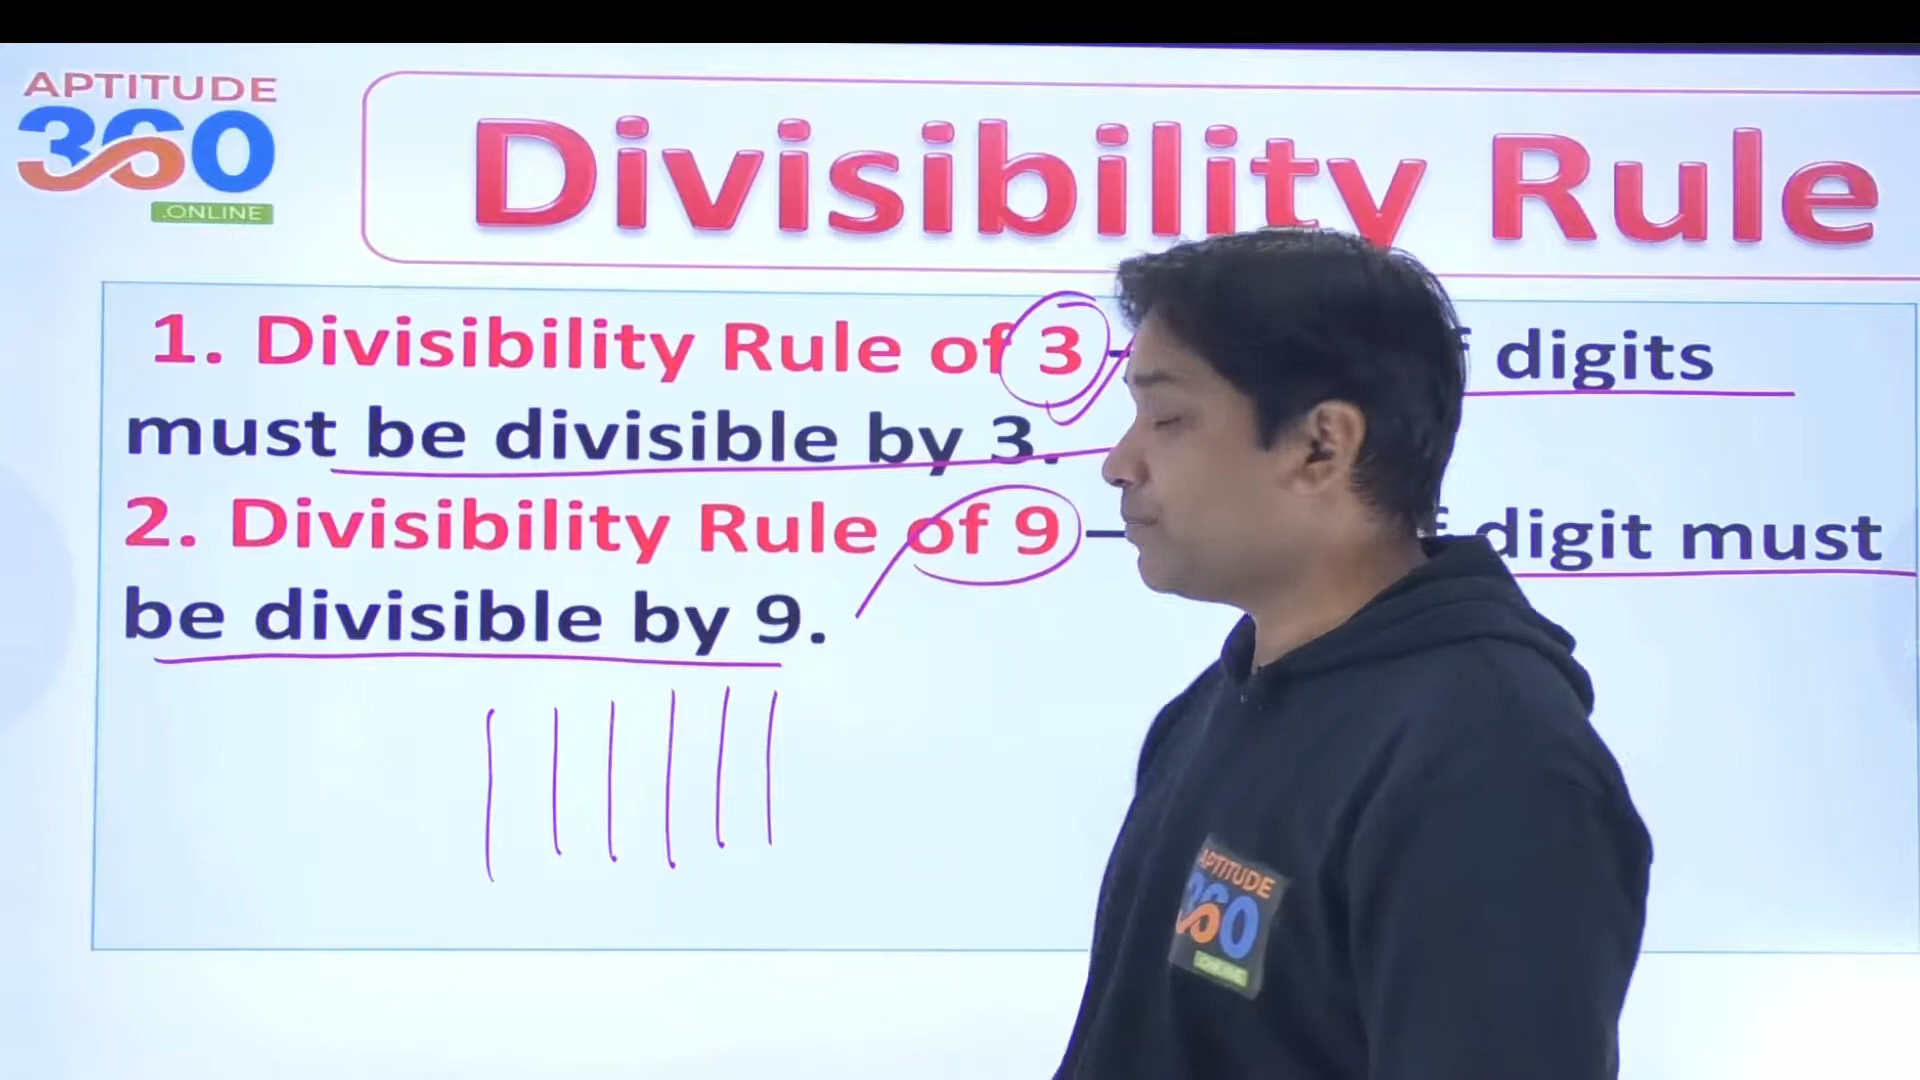 APTITUDE
360
.ONLINE
Divisibility Rule
1. Divisibility Rule of 3 - digits
must be divisible by 3.
2. Divisibility Rule of 9 – digit must
be divisible by 9.
APTITUDE
360
.ONLINE